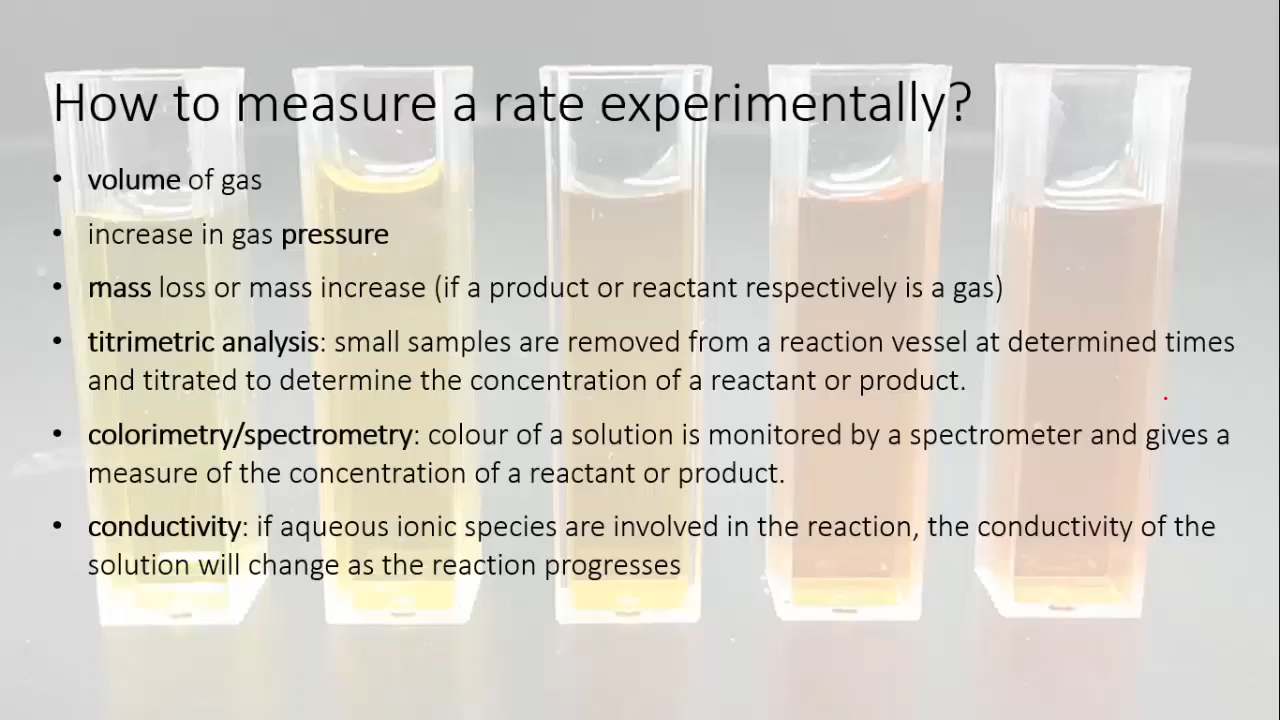 How to measure a rate experimentally?
• volume of gas
• increase in gas pressure
• mass loss or mass increase (if a product or reactant respectively is a gas)
• titrimetric analysis: small samples are removed from a reaction vessel at determined times
and titrated to determine the concentration of a reactant or product.
• colorimetry/spectrometry: colour of a solution is monitored by a spectrometer and gives a
measure of the concentration of a reactant or product.
• conductivity: if aqueous ionic species are involved in the reaction, the conductivity of the
solution will change as the reaction progresses